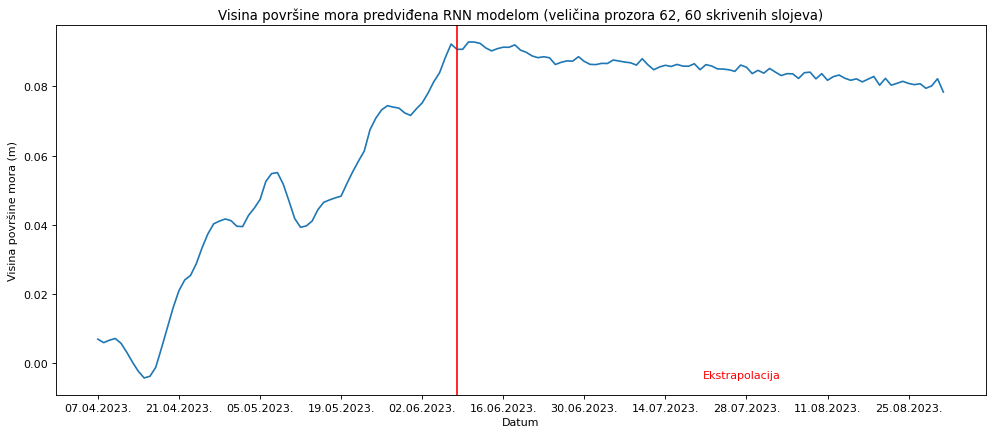 Visina površine mora predviđena RNN modelom (veličina prozora 62, 60 skrivenih slojeva)
Visina površine mora (m)
0.08
0.06
0.04
0.02
0.00
Ekstrapolacija
07.04.2023. 21.04.2023. 05.05.2023. 19.05.2023. 02.06.2023. 16.06.2023. 30.06.2023. 14.07.2023. 28.07.2023. 11.08.2023. 25.08.2023.
Datum